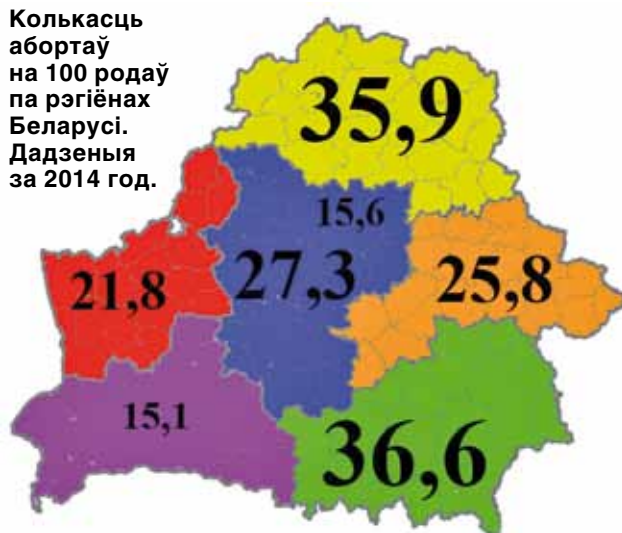 Колькасць
абортаў
на 100 родаў
па рэгіёнах
Беларусі.
Дадзеныя
за 2014 год.
35,9
15,6
27,3
21,8
25,8
15,1
36,6